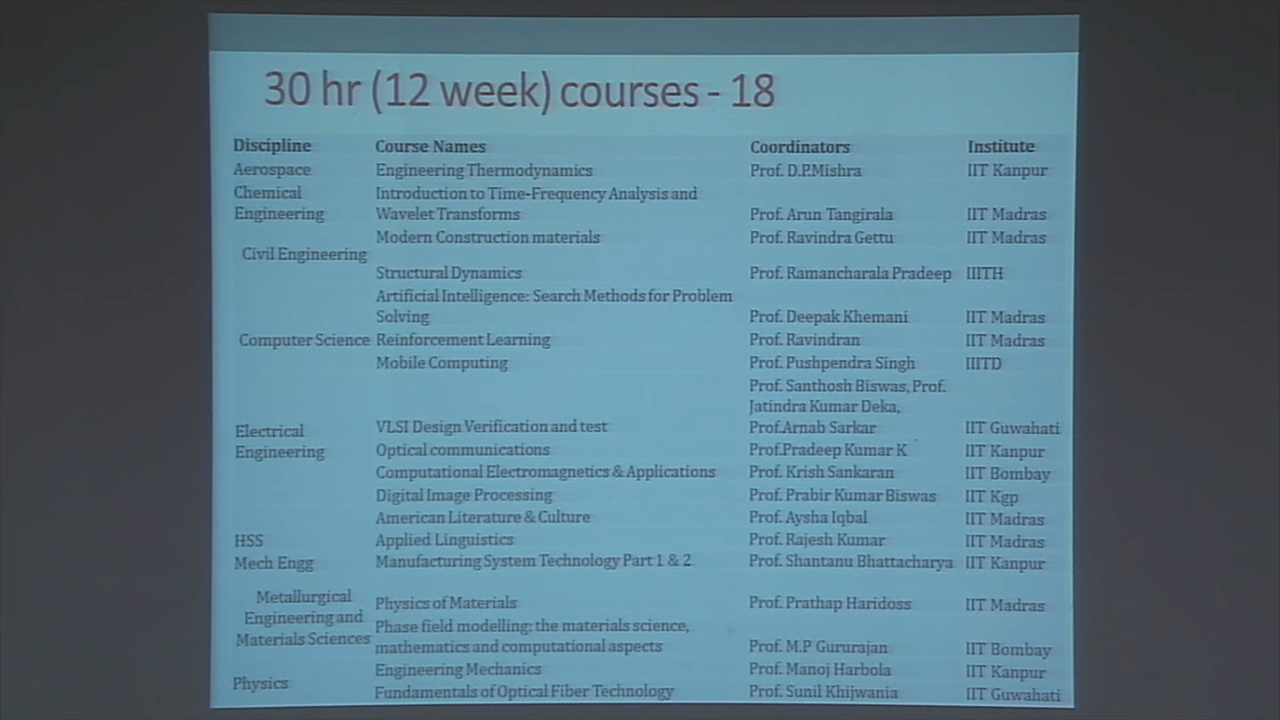 30 hr (12 week) courses - 18
Discipline Course Names Coordinators Institute
Aerospace Engineering Thermodynamics Prof. D.P.Mishra IIT Kanpur
Chemical Introduction to Time-Frequency Analysis and
Engineering Wavelet Transforms Prof. Arun Tangirala IIT Madras
Modern Construction materials Prof. Ravindra Gettu IIT Madras
Civil Engineering
Structural Dynamics Prof. Ramancharala Pradeep IIITH
Artificial Intelligence: Search Methods for Problem
Solving Prof. Deepak Khemani IIT Madras
Computer Science Reinforcement Learning Prof. Ravindran IIT Madras
Mobile Computing Prof. Pushpendra Singh IIITD
Prof. Santhosh Biswas, Prof.
Jatindra Kumar Deka,
Electrical VLSI Design Verification and test Prof.Arnab Sarkar IIT Guwahati
Engineering Optical communications Prof.Pradeep Kumar K IIT Kanpur
Computational Electromagnetics & Applications Prof. Krish Sankaran IIT Bombay
Digital Image Processing Prof. Prabir Kumar Biswas IIT Kgp
American Literature & Culture Prof. Aysha Iqbal IIT Madras
HSS Applied Linguistics Prof. Rajesh Kumar IIT Madras
Mech Engg Manufacturing System Technology Part 1 & 2 Prof. Shantanu Bhattacharya IIT Kanpur
Metallurgical
Physics of Materials Prof. Prathap Haridoss IIT Madras
Engineering and
Phase field modelling: the materials science,
Materials Sciences mathematics and computational aspects Prof. M.P Gururajan IIT Bombay
Engineering Mechanics Prof. Manoj Harbola IIT Kanpur
Physics
Fundamentals of Optical Fiber Technology Prof. Sunil Khijwania IIT Guwahati